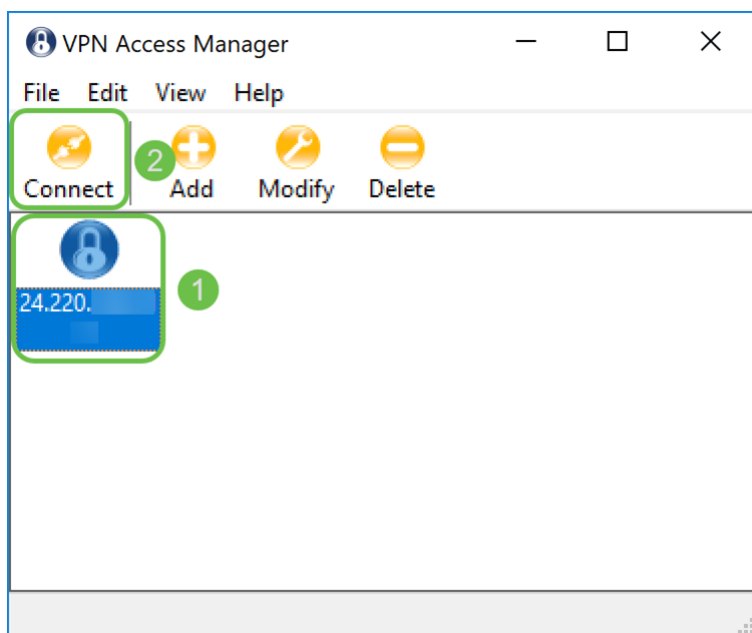 VPN Access Manager
File Edit View Help
2
Connect Add Modify Delete
1
24.220.